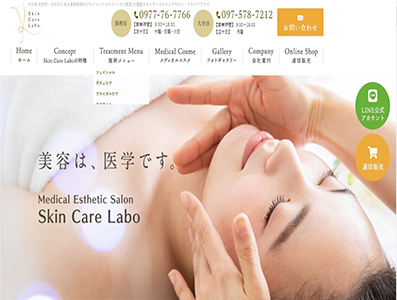 Skin
Care
Labo
別府店
0977-76-7766
大分店
097-578-7212
お問い合わせ
Home
ホーム
Concept
Skin Care Laboの特徴
Treatment Menu
施術メニュー
Medical Cosme
メディカルコスメ
Gallery
フォトギャラリー
Company
会社案内
Online Shop
通信販売
フェイシャル
ボディケア
ブライダルケア
LINE
LINE公式
アカウント
通信販売
美容は、医学です。
Medical Esthetic Salon
Skin Care Labo